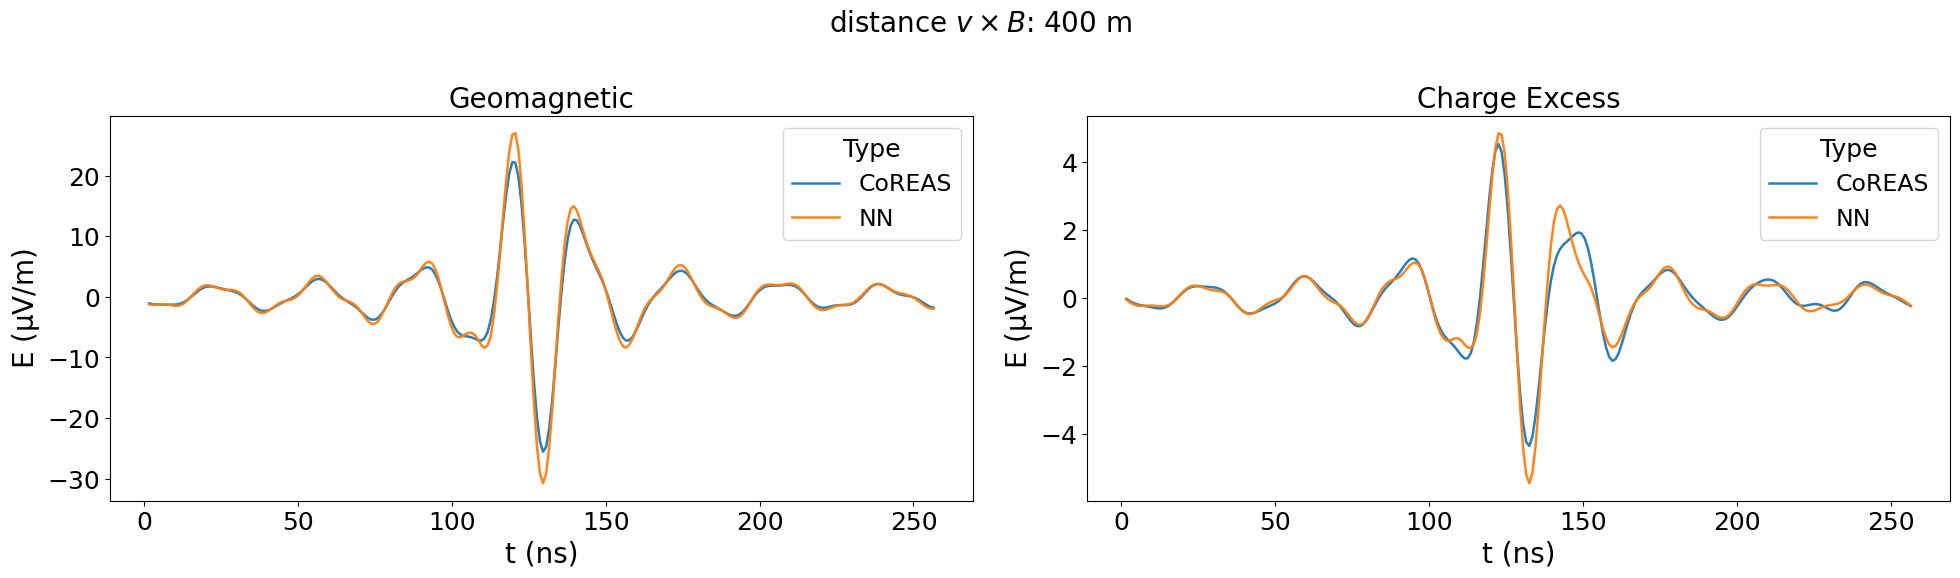 distance v × B: 400 m
Geomagnetic
E (μV/m)
20
10
0
−10
−20
−30
0 50 100 150 200 250
t (ns)
Type
CoREAS
NN
Charge Excess
E (μV/m)
4
2
0
−2
−4
0 50 100 150 200 250
t (ns)
Type
CoREAS
NN